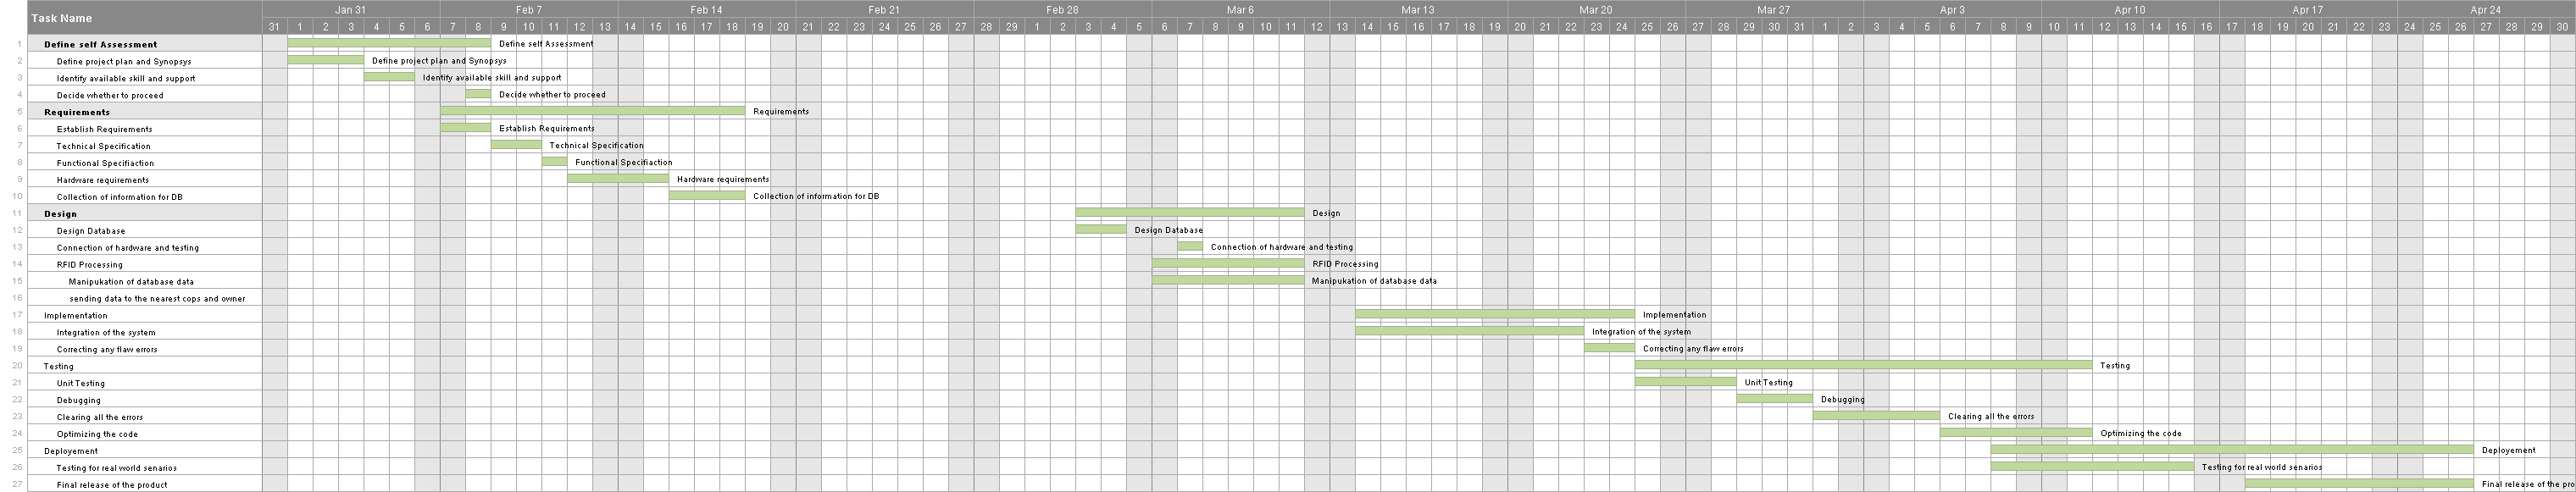 Task Name
Jan 31 Feb 7 Feb 14 Feb 21 Feb 28 Mar 6 Mar 13 Mar 20 Mar 27 Apr 3 Apr 10 Apr 17 Apr 24
31 1 2 3 4 5 6 7 8 9 10 11 12 13 14 15 16 17 18 19 20 21 22 23 24 25 26 27 28 29 1 2 3 4 5 6 7 8 9 10 11 12 13 14 15 16 17 18 19 20 21 22 23 24 25 26 27 28 29 30 31 1 2 3 4 5 6 7 8 9 10 11 12 13 14 15 16 17 18 19 20 21 22 23 24 25 26 27 28 29 30
1 Define self Assessment Define self Assessment
2 Define project plan and Synopsys Define project plan and Synopsys
3 Identify available skill and support Identify available skill and support
4 Decide whether to proceed Decide whether to proceed
5 Requirements Requirements
6 Establish Requirements Establish Requirements
7 Technical Specification Technical Specification
8 Functional Specifiaction Functional Specifiaction
9 Hardware requirements Hardware requirements
10 Collection of information for DB Collection of information for DB
11 Design Design
12 Design Database Design Database
13 Connection of hardware and testing Connection of hardware and testing
14 RFID Processing RFID Processing
15 Manipukation of database data Manipukation of database data
16 sending data to the nearest cops and owner
17 Implementation Implementation
18 Integration of the system Integration of the system
19 Correcting any flaw errors Correcting any flaw errors
20 Testing Testing
21 Unit Testing Unit Testing
22 Debugging Debugging
23 Clearing all the errors Clearing all the errors
24 Optimizing the code Optimizing the code
25 Deployement Deployement
26 Testing for real world senarios Testing for real world senarios
27 Final release of the product Final release of the pro